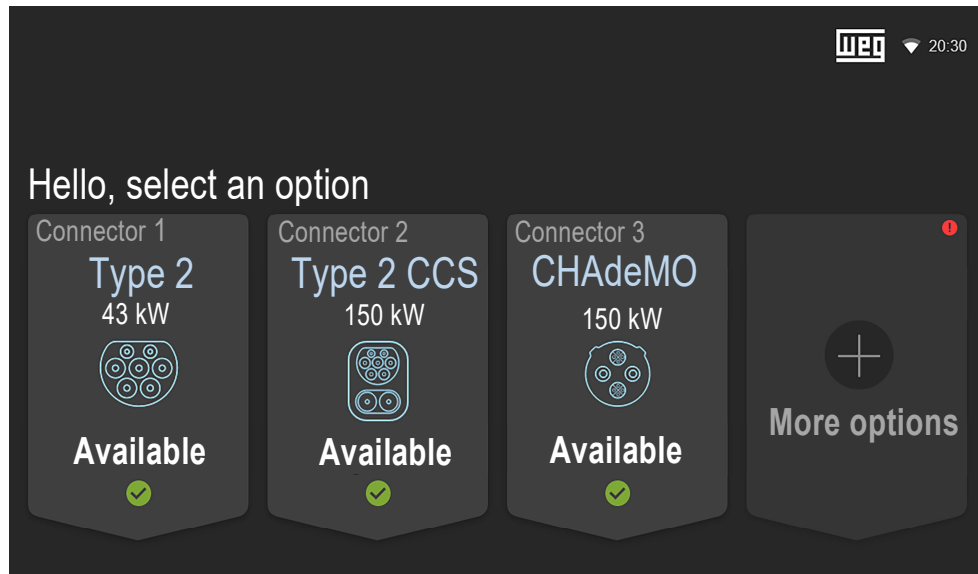 WEG 20:30
Hello, select an option
Connector 1
Type 2
43 kW
Available
Connector 2
Type 2 CCS
150 kW
Available
Connector 3
CHAdeMO
150 kW
Available
!
More options